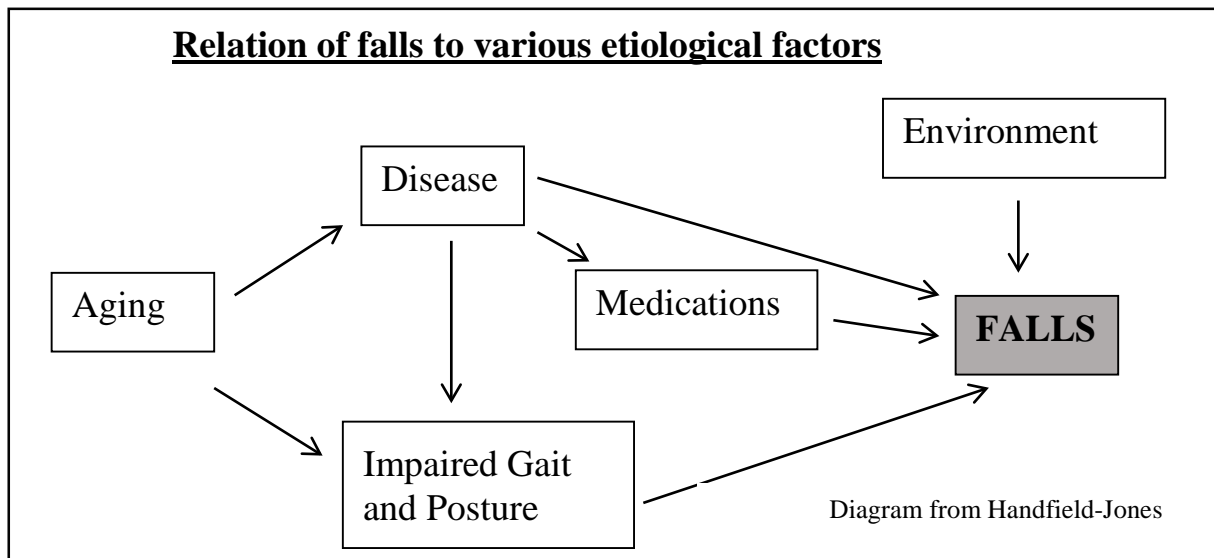 Relation of falls to various etiological factors
Environment
Disease
Aging
Medications
FALLS
Impaired Gait
and Posture
Diagram from Handfield-Jones